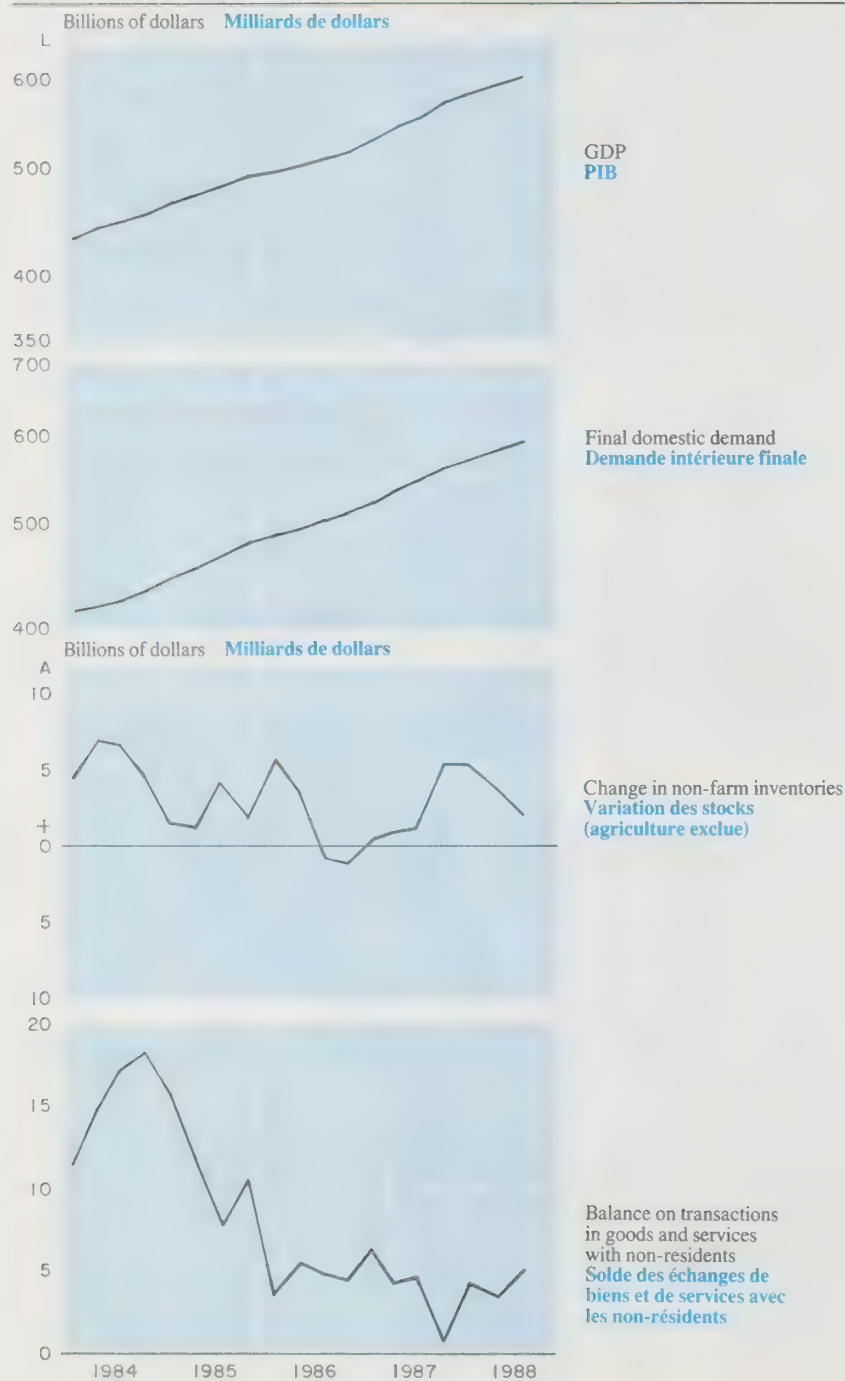 Billions of dollars Milliards de dollars
L
600
500
400
350
GDP
PIB
700
600
500
400
Final domestic demand
Demande intérieure finale
Billions of dollars Milliards de dollars
A
10
5
+
0
5
10
Change in non-farm inventories
Variation des stocks
(agriculture exclue)
20
15
10
5
0
Balance on transactions
in goods and services
with non-residents
Solde des échanges de
biens et de services avec
les non-résidents
1984 1985 1986 1987 1988